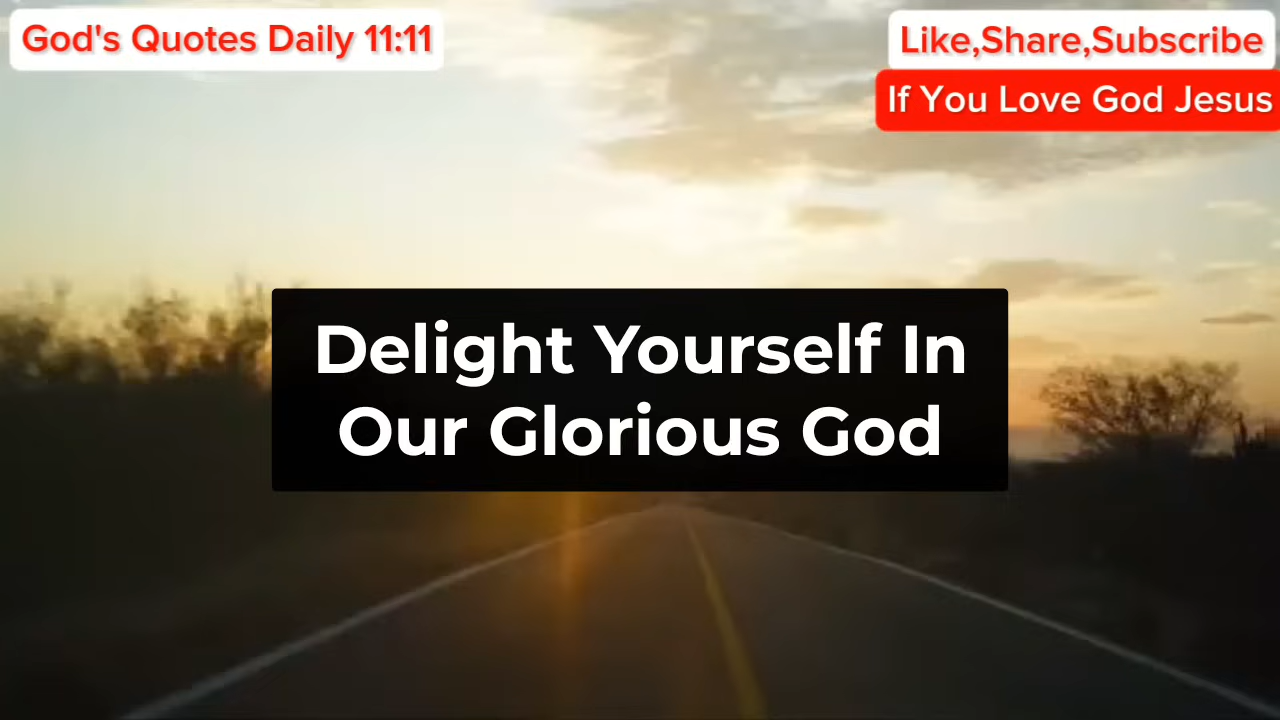 God's Quotes Daily 11:11
Like,Share,Subscribe
If You Love God Jesus
Delight Yourself In
Our Glorious God